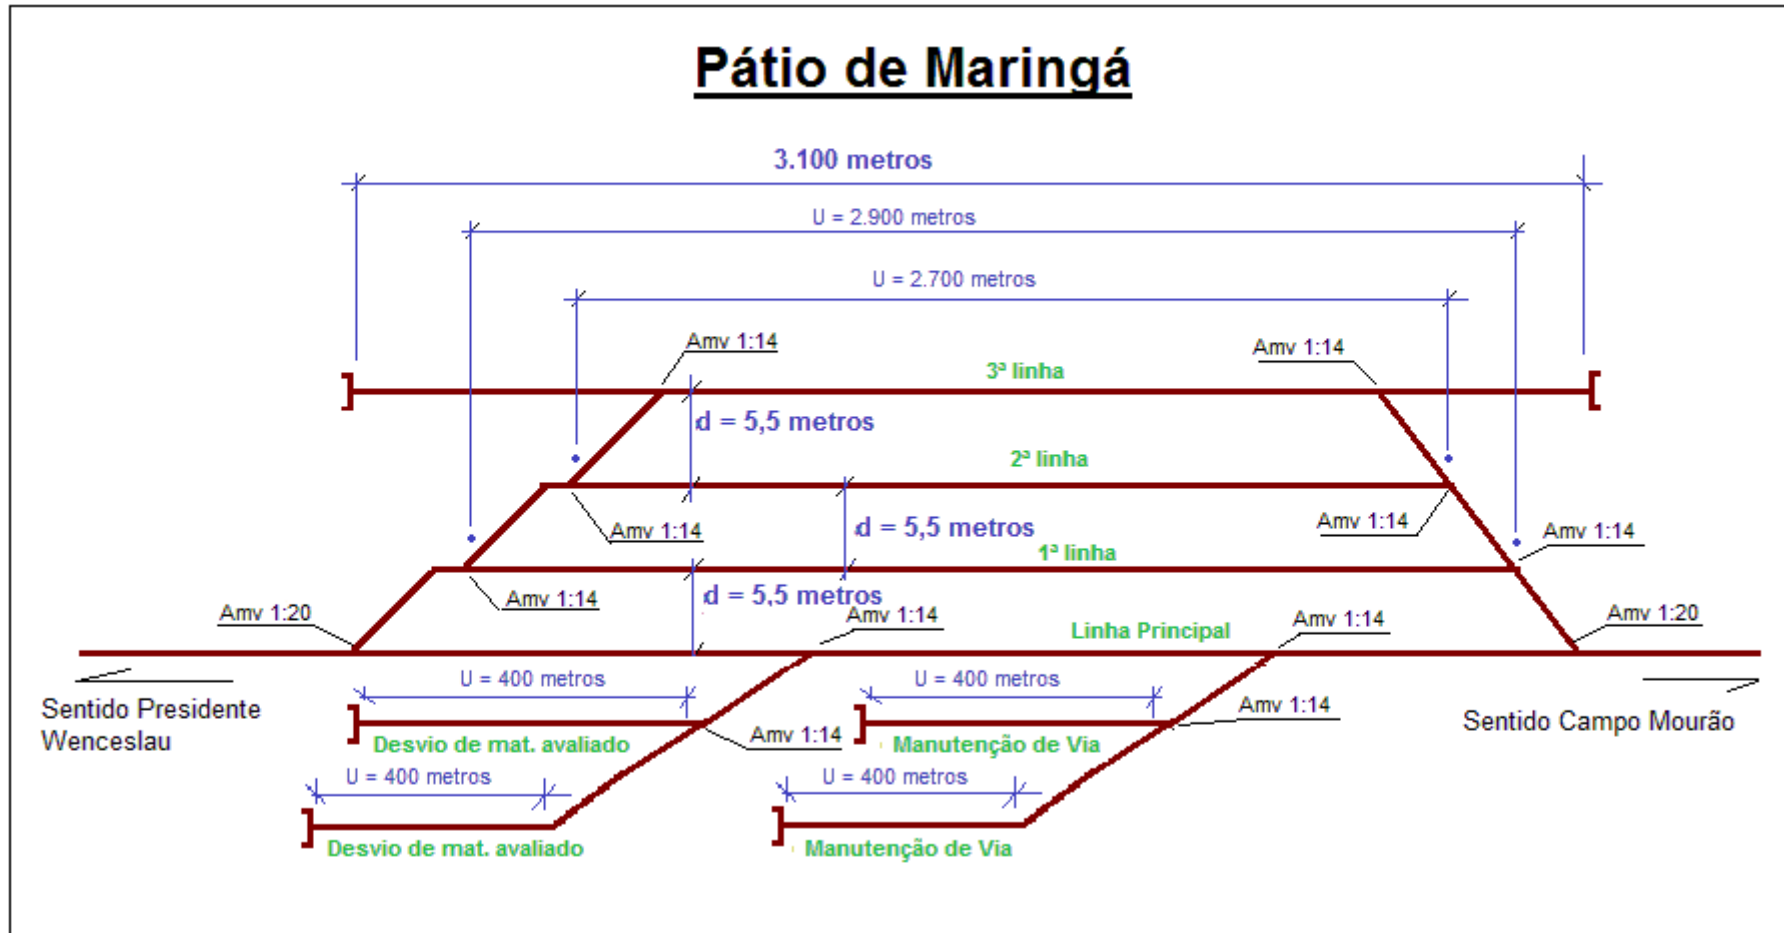 Pátio de Maringá
3.100 metros
U = 2.900 metros
U = 2.700 metros
Amv 1:14
Amv 1:14
3ª linha
d = 5,5 metros
2ª linha
Amv 1:14
d = 5,5 metros
Amv 1:14
Amv 1:14
1ª linha
Amv 1:14
d = 5,5 metros
Amv 1:20
Amv 1:14
Linha Principal
Amv 1:14
Amv 1:20
U = 400 metros
U = 400 metros
Sentido Presidente
Wenceslau
Amv 1:14
Sentido Campo Mourão
Desvio de mat. avaliado
Amv 1:14
Manutenção de Via
U = 400 metros
U = 400 metros
Desvio de mat. avaliado
Manutenção de Via